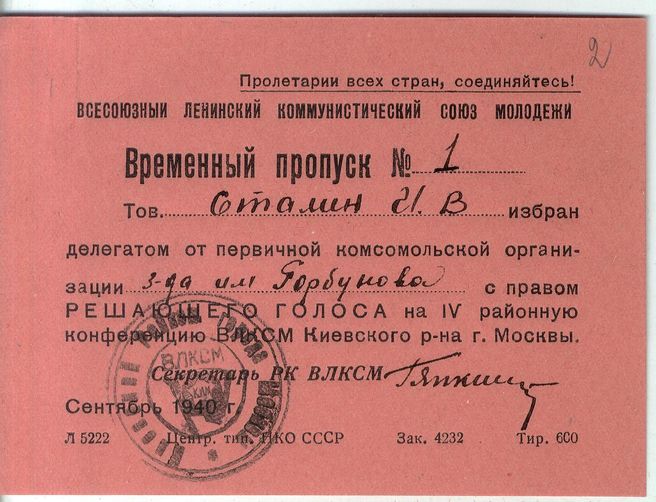 2
Пролетарии всех стран, соединяйтесь!
ВСЕСОЮЗНЫЙ ЛЕНИНСКИЙ КОММУНИСТИЧЕСКИЙ СОЮЗ МОЛОДЕЖИ
Временный пропуск № 1
Тов. Сталин И. В избран
делегатом от первичной комсомольской органи-
зации з-да им Горбунова с правом
РЕШАЮЩЕГО ГОЛОСА на IV районную
конференцию ВЛКСМ Киевского р-на г. Москвы.
ВЛКСМ
Секретарь РК ВЛКСМ
Сентябрь 1940 г.
Л 5222 Центр. тип. НКО СССР Зак. 4232 Тир. 600